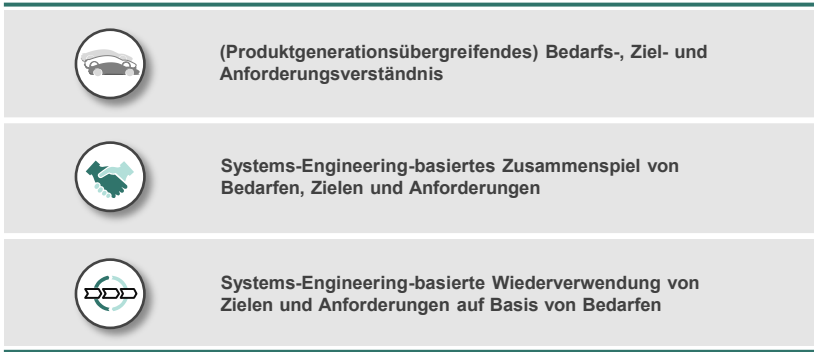 (Produktgenerationsübergreifendes) Bedarfs-, Ziel- und
Anforderungsverständnis
Systems-Engineering-basiertes Zusammenspiel von
Bedarfen, Zielen und Anforderungen
Systems-Engineering-basierte Wiederverwendung von
Zielen und Anforderungen auf Basis von Bedarfen